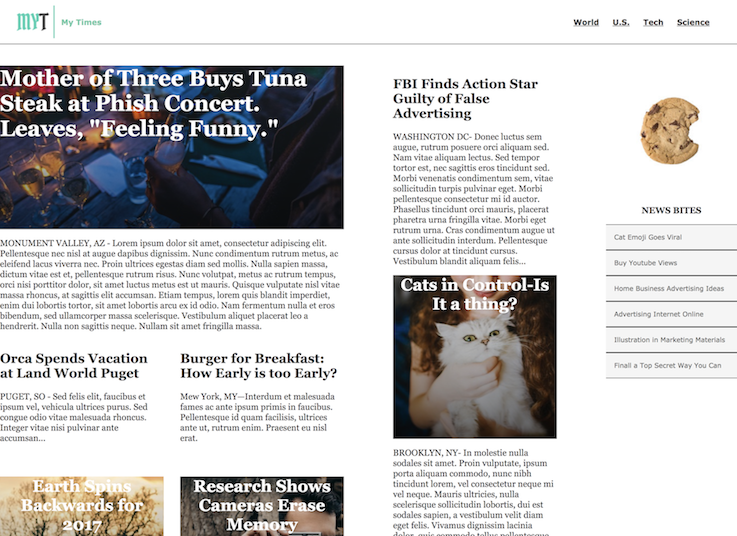 MYT
My Times
World U.S. Tech Science
Mother of Three Buys Tuna
Steak at Phish Concert.
Leaves, "Feeling Funny."
MONUMENT VALLEY, AZ - Lorem ipsum dolor sit amet, consectetur adipiscing elit.
Pellentesque nec nisl at augue dapibus dignissim. Nunc condimentum rutrum metus, ac
eleifend lacus viverra nec. Proin ultrices egestas diam sed mollis. Nulla sapien massa,
dictum vitae est et, pellentesque rutrum risus. Nunc volutpat, metus ac rutrum tempus,
orci nisi porttitor dolor, sit amet luctus metus est ut mauris. Quisque vulputate nisl vitae
massa rhoncus, at sagittis elit accumsan. Etiam tempus, lorem quis blandit imperdiet,
enim dui lobortis tortor, sit amet lobortis arcu ex id odio. Nam fermentum nulla et eros
bibendum, sed ullamcorper massa scelerisque. Vestibulum aliquet placerat leo a
hendrerit. Nulla non sagittis neque. Nullam sit amet fringilla massa.
Orca Spends Vacation
at Land World Puget
PUGET, SO - Sed felis elit, faucibus et
ipsum vel, vehicula ultrices purus. Sed
congue odio vitae malesuada rhoncus.
Integer vitae nisi pulvinar ante
accumsan...
Burger for Breakfast:
How Early is too Early?
Mew York, MY—Interdum et malesuada
fames ac ante ipsum primis in faucibus.
Pellentesque id quam facilisis, ultrices
ante ut, rutrum enim. Praesent eu nisl
erat.
Earth Spins
Backwards for
2017
Research Shows
Cameras Erase
Memory
FBI Finds Action Star
Guilty of False
Advertising
WASHINGTON DC- Donec luctus sem
augue, rutrum posuere orci aliquam sed.
Nam vitae aliquam lectus. Sed tempor
tortor est, nec sagittis eros tincidunt sed.
Morbi venenatis condimentum sem, vitae
sollicitudin turpis pulvinar eget. Morbi
pellentesque consectetur mi id auctor.
Phasellus tincidunt orci mauris, placerat
pharetra urna fringilla vitae. Morbi eget
rutrum urna. Cras condimentum augue ut
ante sollicitudin interdum. Pellentesque
cursus dolor at tincidunt cursus.
Vestibulum blandit aliquam felis...
Cats in Control-Is
It a thing?
BROOKLYN, NY- In molestie nulla
sodales sit amet. Proin vulputate, ipsum
porta aliquam commodo, nunc nibh
tincidunt lorem, vel consectetur neque mi
vel neque. Mauris ultricies, nulla
scelerisque sollicitudin lobortis, dui est
sodales sapien, a vestibulum velit diam
eget felis. Vivamus dignissim lacinia
dolor, quis commodo tellus pellentesque
NEWS BITES
Cat Emoji Goes Viral
Buy Youtube Views
Home Business Advertising Ideas
Advertising Internet Online
Illustration in Marketing Materials
Finall a Top Secret Way You Can